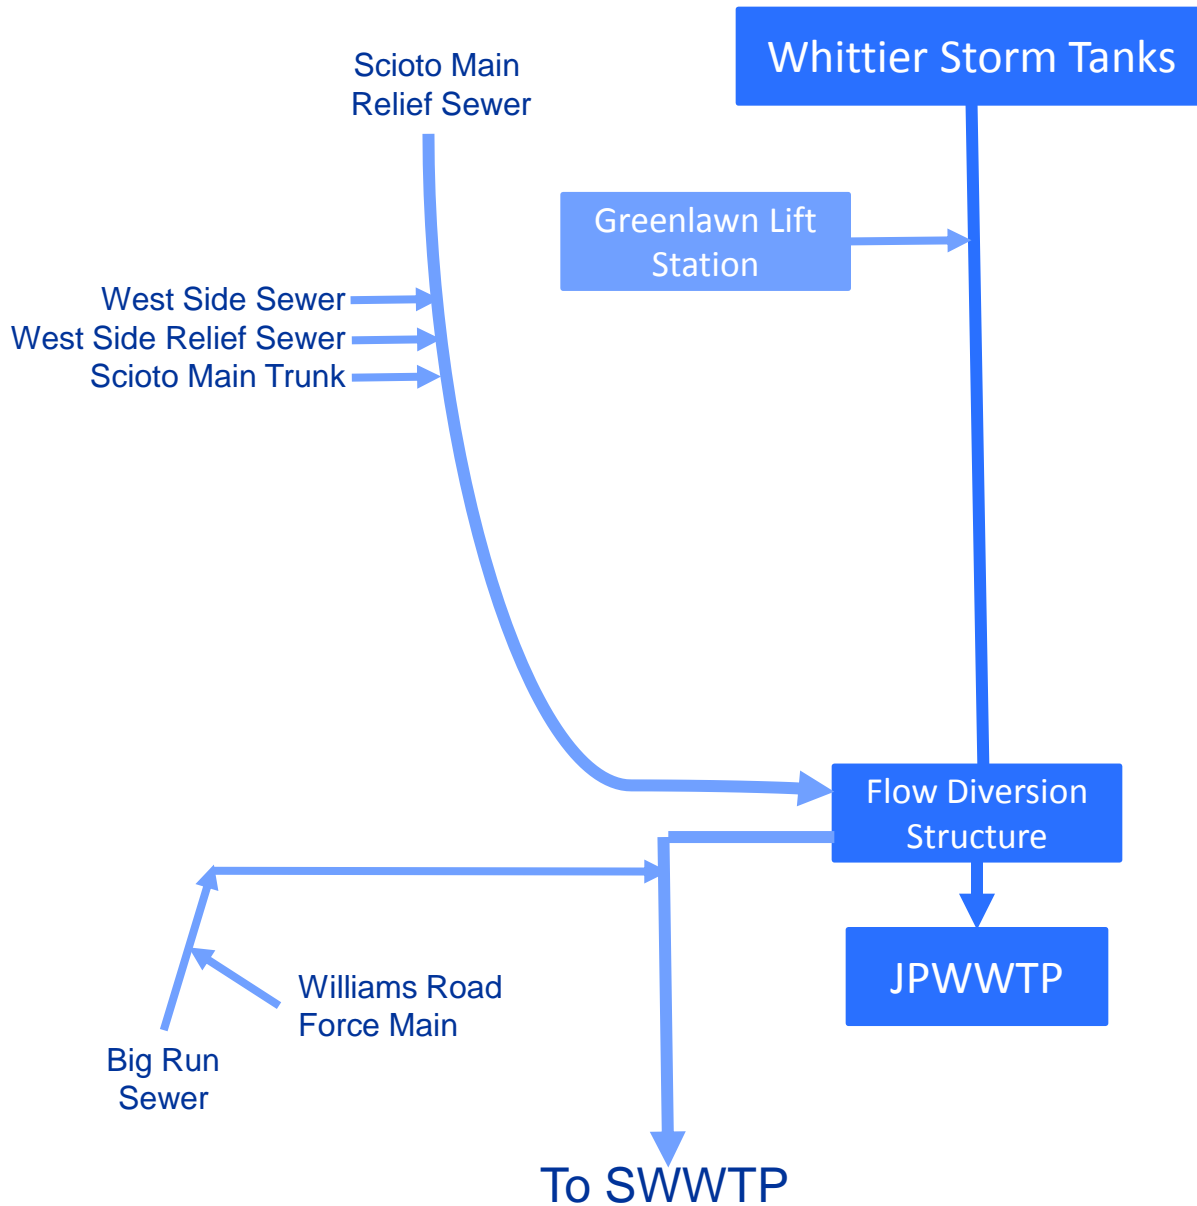 Whittier Storm Tanks
Scioto Main
Relief Sewer
Greenlawn Lift
Station
West Side Sewer
West Side Relief Sewer
Scioto Main Trunk
Flow Diversion
Structure
JPWWTP
Williams Road
Force Main
Big Run
Sewer
To SWWTP